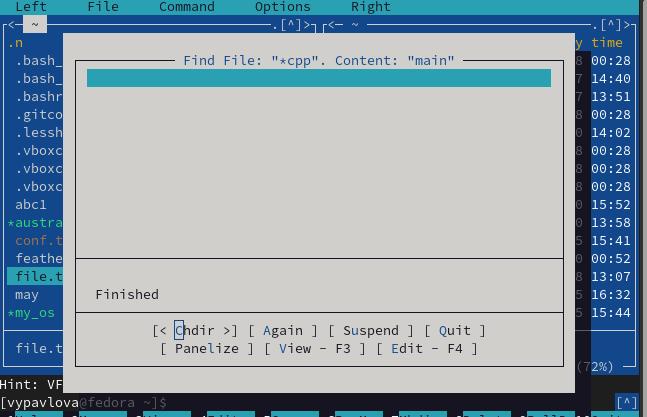 Left File Command Options Right
~ .[^]> ~ .[^]>
.n y time
.bash_ 8 00:28
.bash_ 7 14:40
.bashr 7 13:51
.gitco 8 00:28
.lessh 0 14:02
.vboxc 8 00:28
.vboxc 8 00:28
.vboxc 8 00:28
abc1 0 15:52
*austra 0 13:58
conf.t 5 15:41
feathe 0 00:52
file.t 8 13:07
may 6 16:32
*my_os 5 15:44
Find File: "*cpp". Content: "main"
Finished
[< Chdir >] [ Again ] [ Suspend ] [ Quit ]
[ Panelize ] [ View - F3 ] [ Edit - F4 ]
file.t
(72%)
Hint: VF
[vypavlova@fedora ~]$ [^]